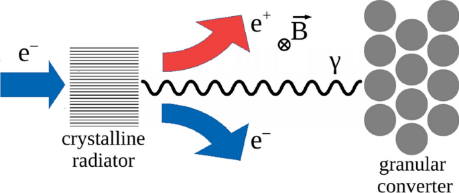 e⁻
crystalline
radiator
e⁺
⊗B⃗
γ
e⁻
granular
converter